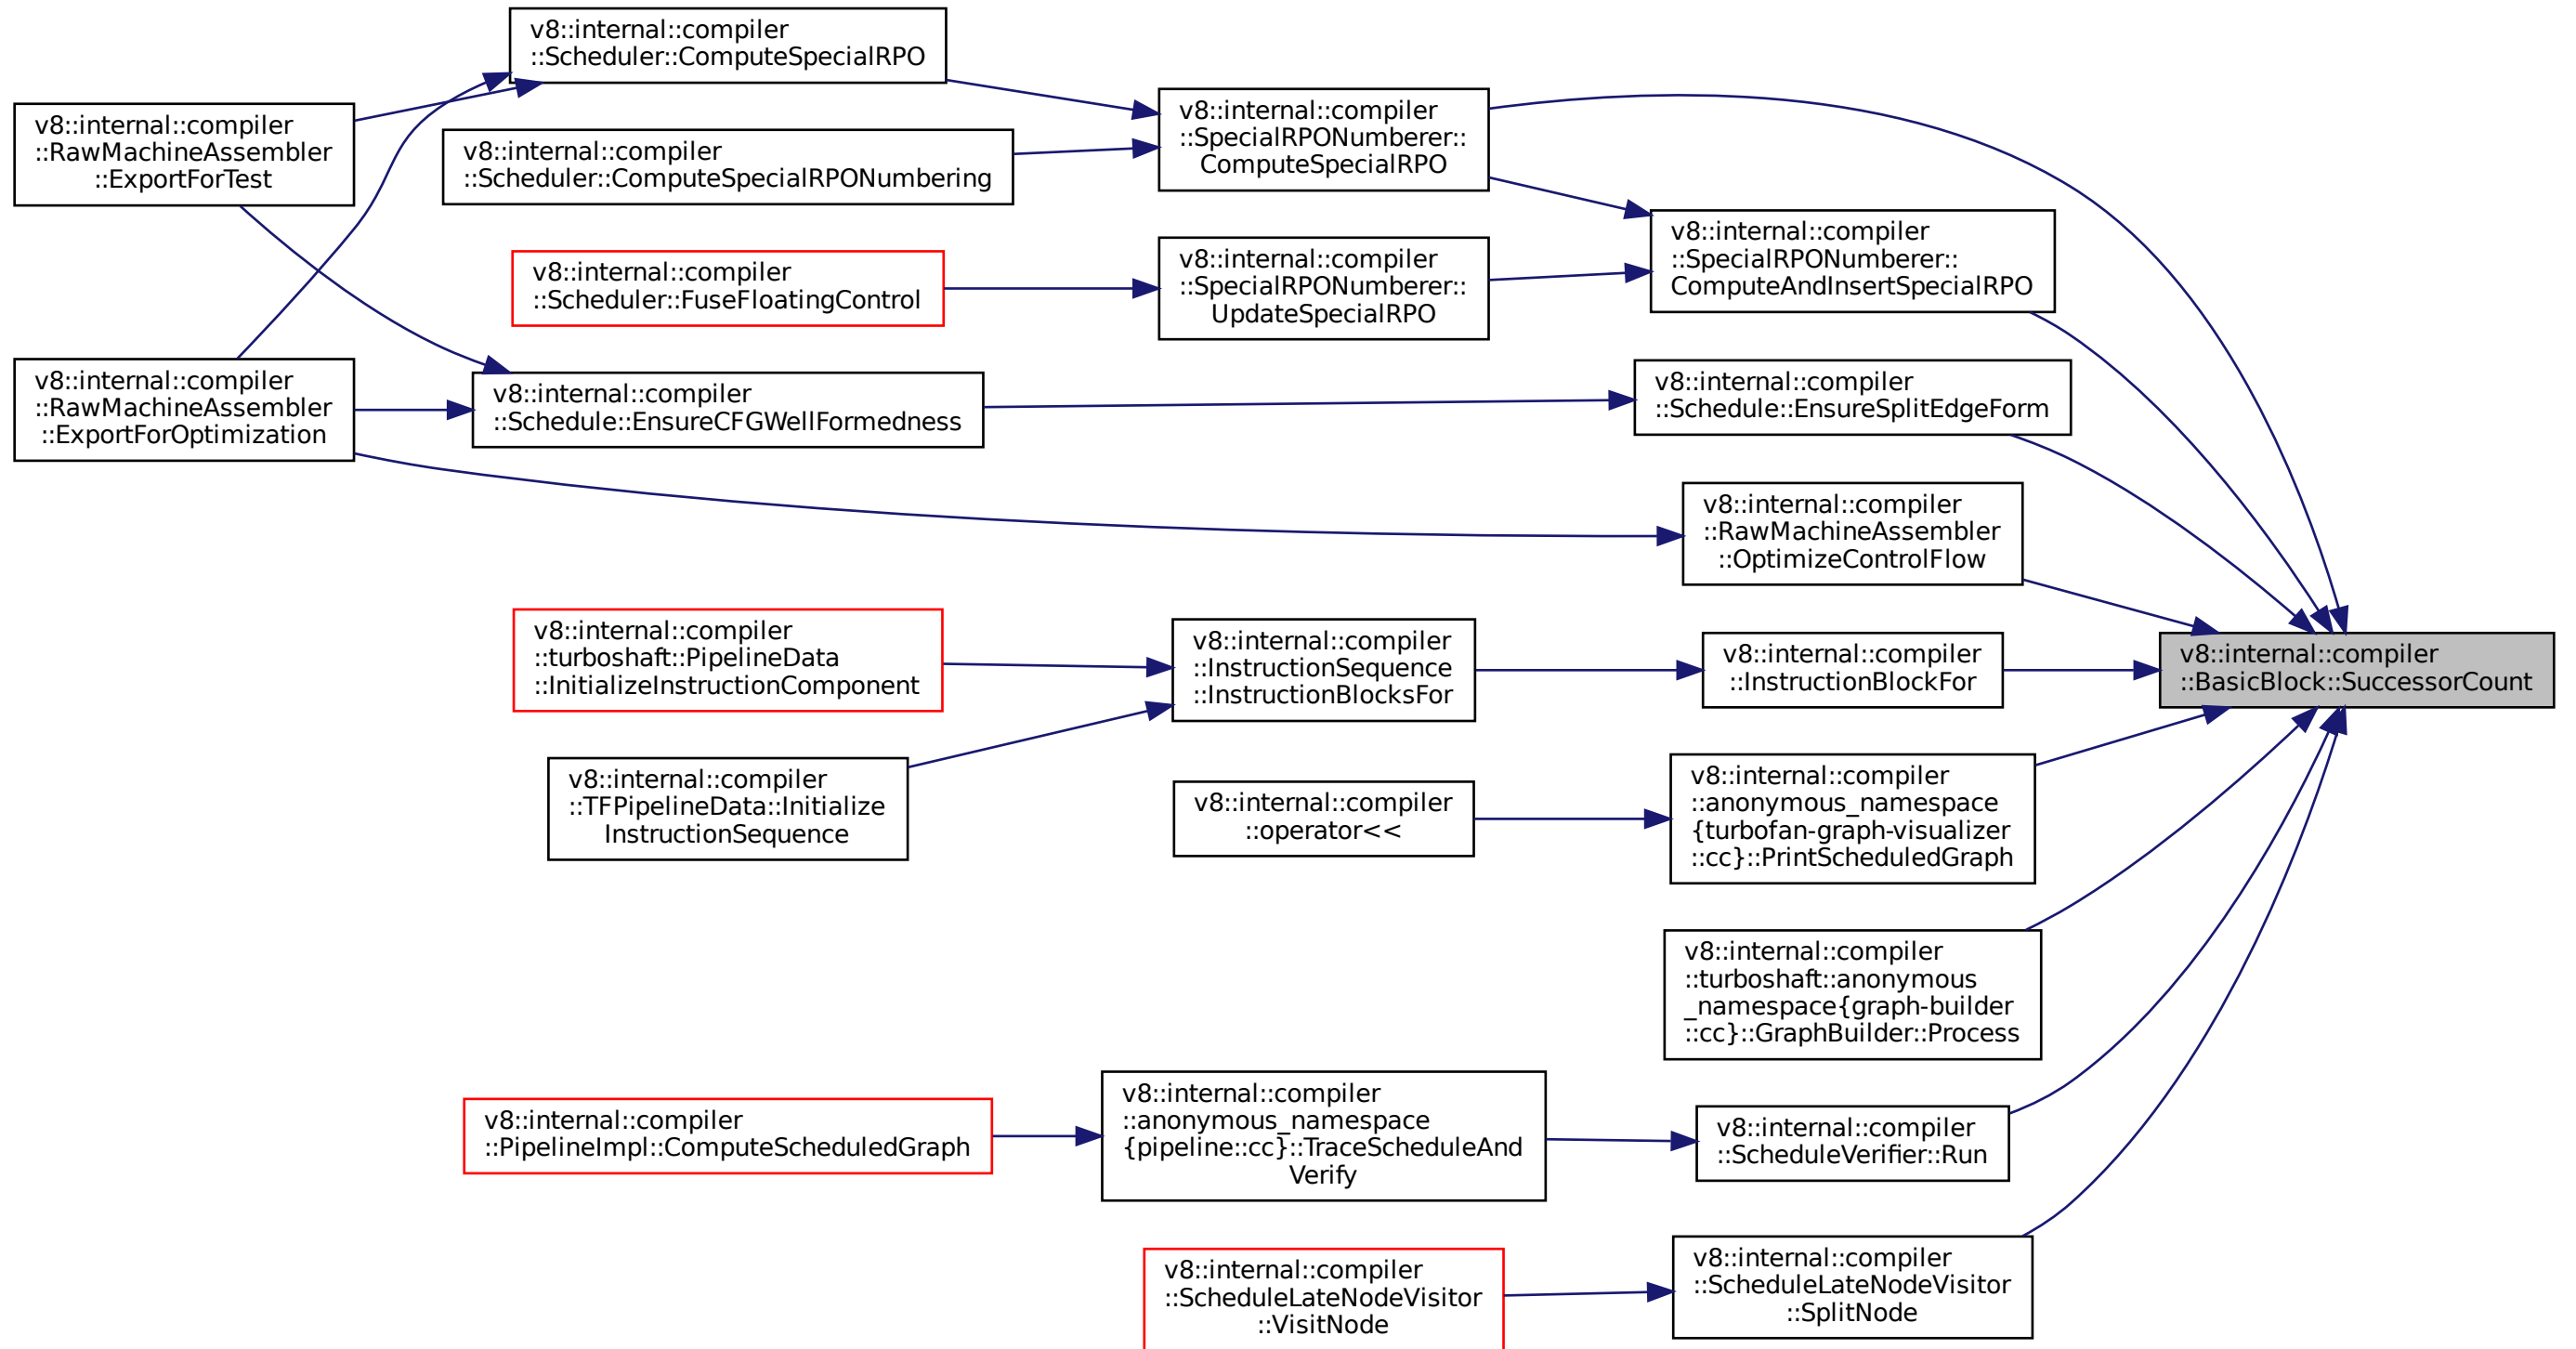 v8::internal::compiler
::Scheduler::ComputeSpecialRPO
v8::internal::compiler
::RawMachineAssembler
::ExportForTest
v8::internal::compiler
::Scheduler::ComputeSpecialRPONumbering
v8::internal::compiler
::SpecialRPONumberer::
ComputeSpecialRPO
v8::internal::compiler
::Scheduler::FuseFloatingControl
v8::internal::compiler
::SpecialRPONumberer::
UpdateSpecialRPO
v8::internal::compiler
::SpecialRPONumberer::
ComputeAndInsertSpecialRPO
v8::internal::compiler
::RawMachineAssembler
::ExportForOptimization
v8::internal::compiler
::Schedule::EnsureCFGWellFormedness
v8::internal::compiler
::Schedule::EnsureSplitEdgeForm
v8::internal::compiler
::RawMachineAssembler
::OptimizeControlFlow
v8::internal::compiler
::turboshaft::PipelineData
::InitializeInstructionComponent
v8::internal::compiler
::InstructionSequence
::InstructionBlocksFor
v8::internal::compiler
::InstructionBlockFor
v8::internal::compiler
::BasicBlock::SuccessorCount
v8::internal::compiler
::TFPipelineData::Initialize
InstructionSequence
v8::internal::compiler
::operator<<
v8::internal::compiler
::anonymous_namespace
{turbofan-graph-visualizer
::cc}::PrintScheduledGraph
v8::internal::compiler
::turboshaft::anonymous
_namespace{graph-builder
::cc}::GraphBuilder::Process
v8::internal::compiler
::PipelineImpl::ComputeScheduledGraph
v8::internal::compiler
::anonymous_namespace
{pipeline::cc}::TraceScheduleAnd
Verify
v8::internal::compiler
::ScheduleVerifier::Run
v8::internal::compiler
::ScheduleLateNodeVisitor
::VisitNode
v8::internal::compiler
::ScheduleLateNodeVisitor
::SplitNode